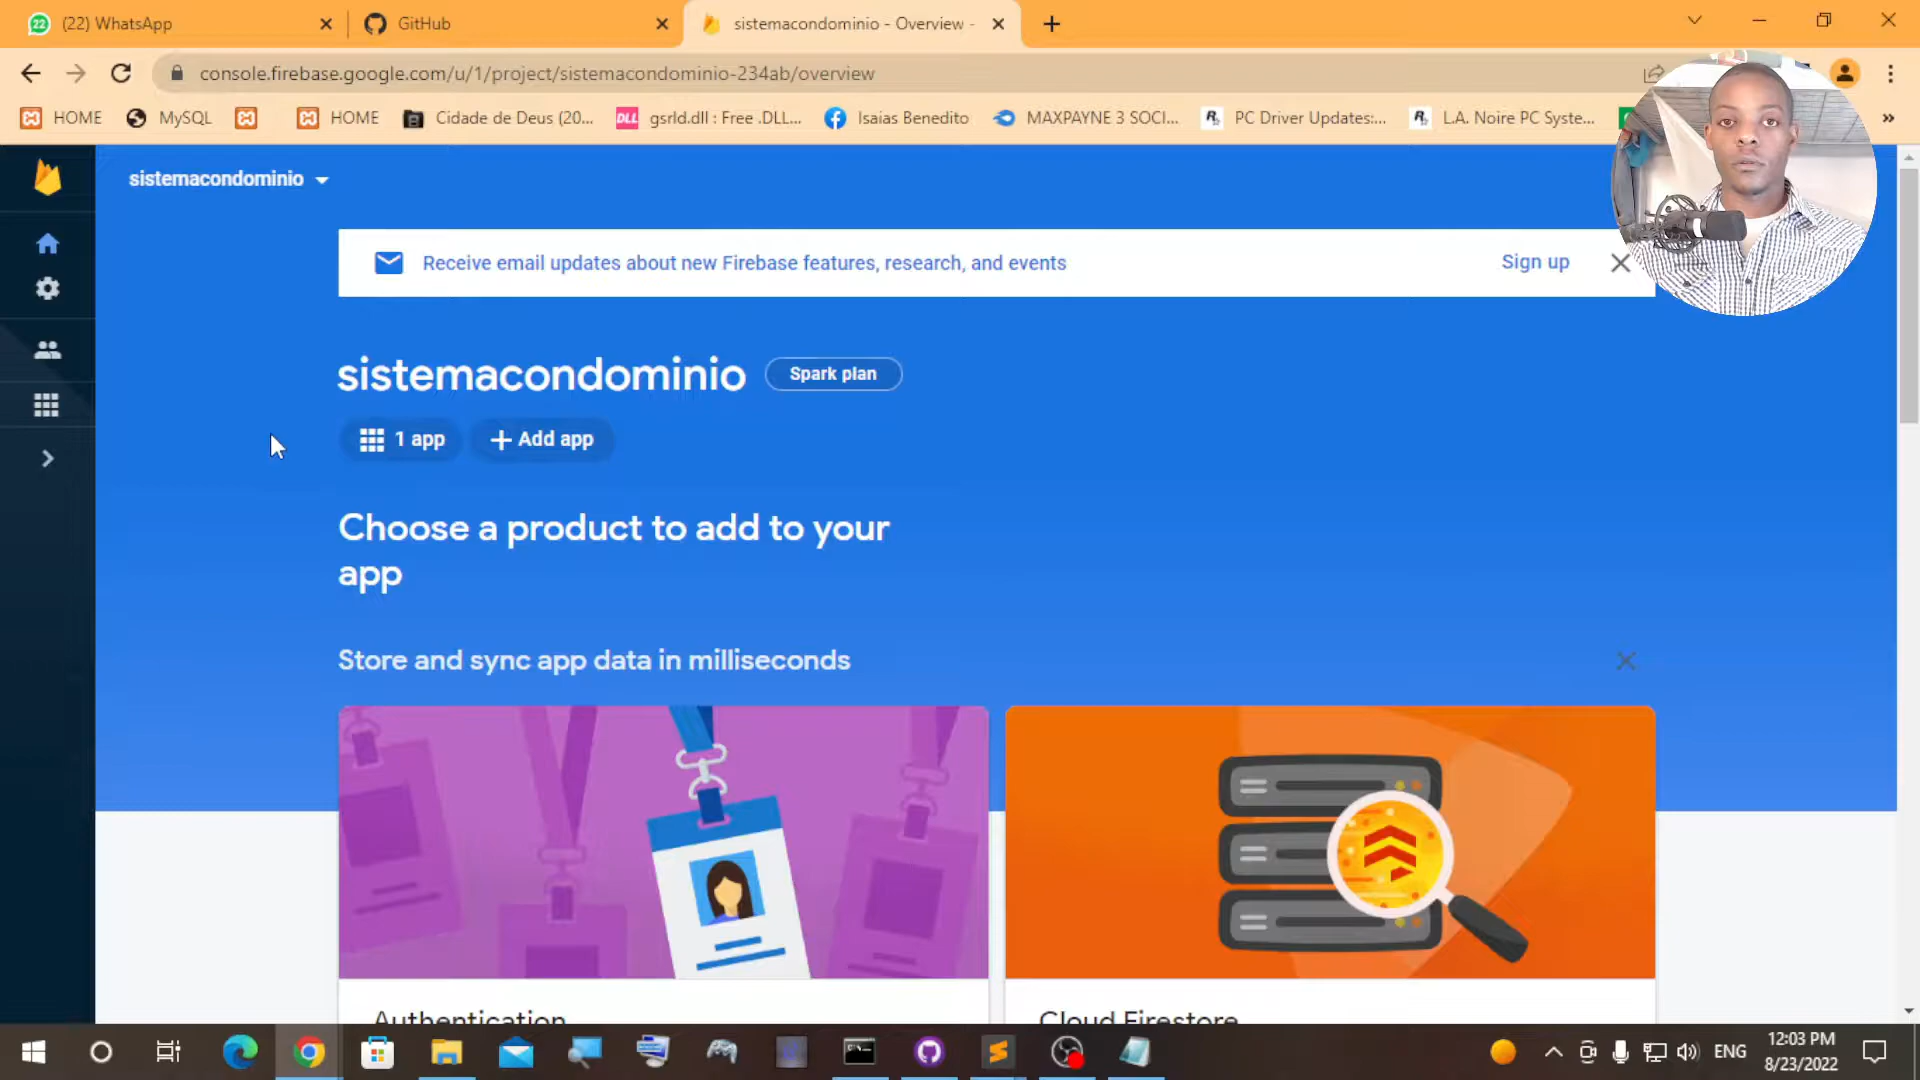 22
(22) WhatsApp
GitHub
sistemacondominio - Overview -
console.firebase.google.com/u/1/project/sistemacondominio-234ab/overview
HOME
MySQL
HOME
Cidade de Deus (20...
DLL
gsrld.dll : Free .DLL...
Isaias Benedito
MAXPAYNE 3 SOCI...
PC Driver Updates:...
L.A. Noire PC Syste...
»
sistemacondominio
Receive email updates about new Firebase features, research, and events
Sign up
sistemacondominio
Spark plan
1 app
+ Add app
Choose a product to add to your
app
Store and sync app data in milliseconds
Authentication
Cloud Firestore
ENG
12:03 PM
8/23/2022